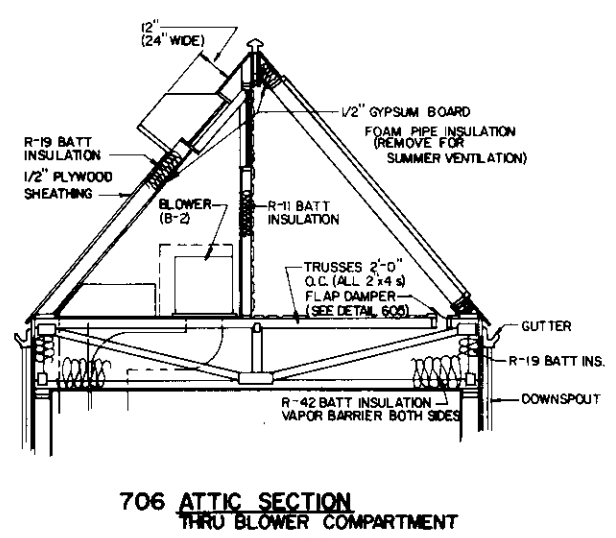 12"
(24" WIDE)
1/2" GYPSUM BOARD
FOAM PIPE INSULATION
(REMOVE FOR
SUMMER VENTILATION)
R-19 BATT
INSULATION
1/2" PLYWOOD
SHEATHING
BLOWER
(B-2)
R-11 BATT
INSULATION
TRUSSES 2'-0"
O.C. (ALL 2"x4 s)
FLAP DAMPER
(SEE DETAIL 605)
GUTTER
R-19 BATT INS.
R-42 BATT INSULATION
VAPOR BARRIER BOTH SIDES
DOWNSPOUT
706 ATTIC SECTION
THRU BLOWER COMPARTMENT